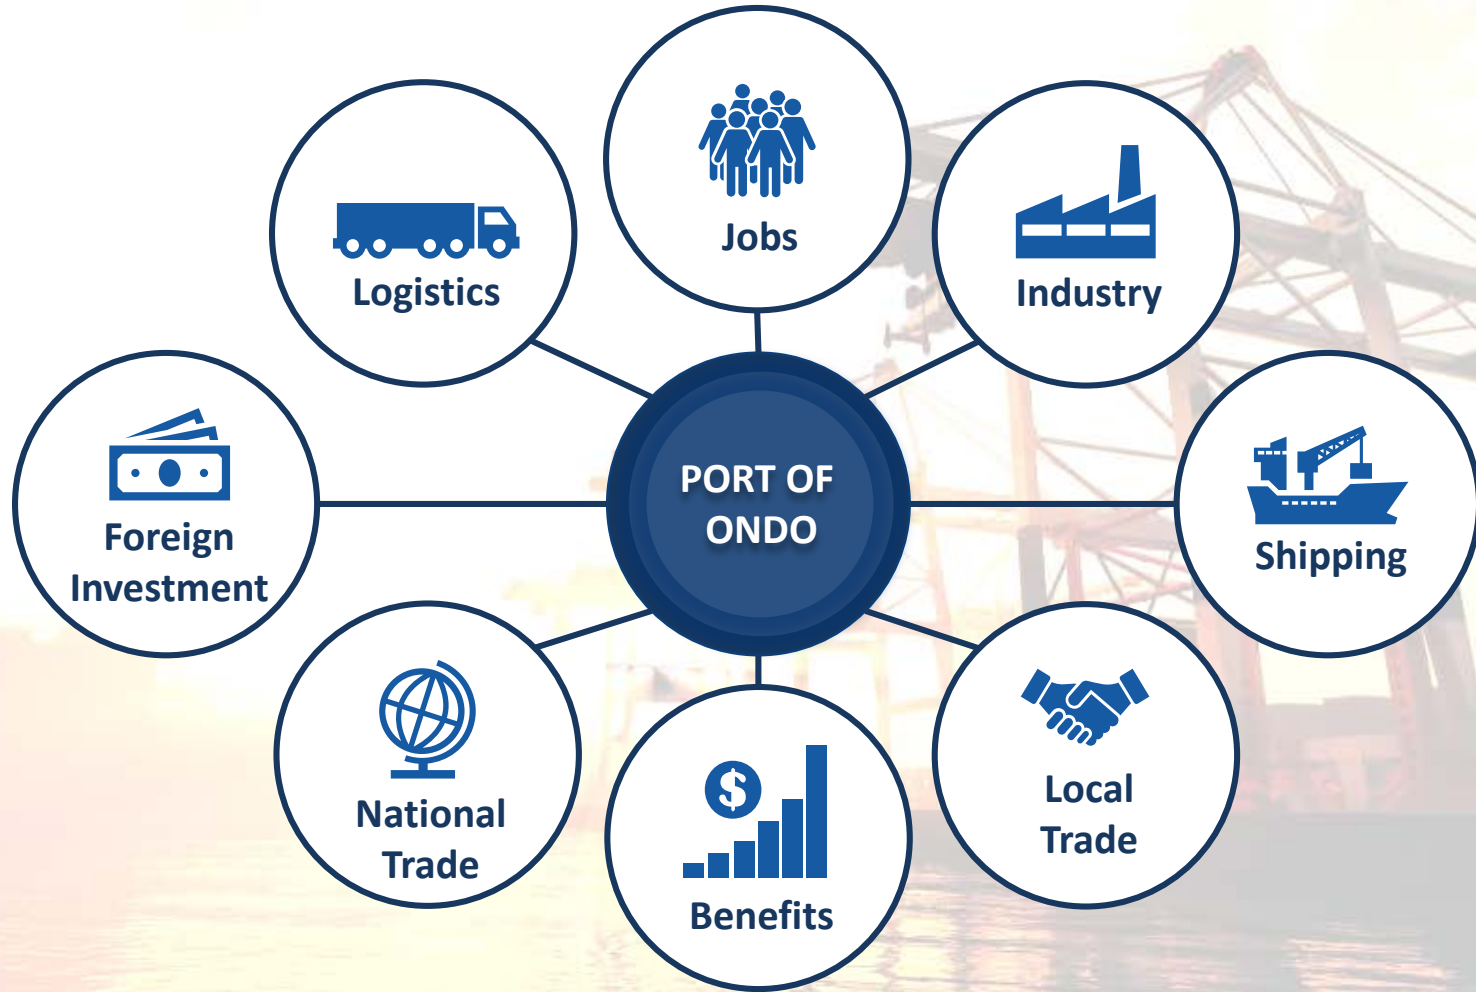 Jobs
Logistics
Industry
PORT OF
ONDO
Foreign
Investment
Shipping
National
Trade
Local
Trade
$
Benefits